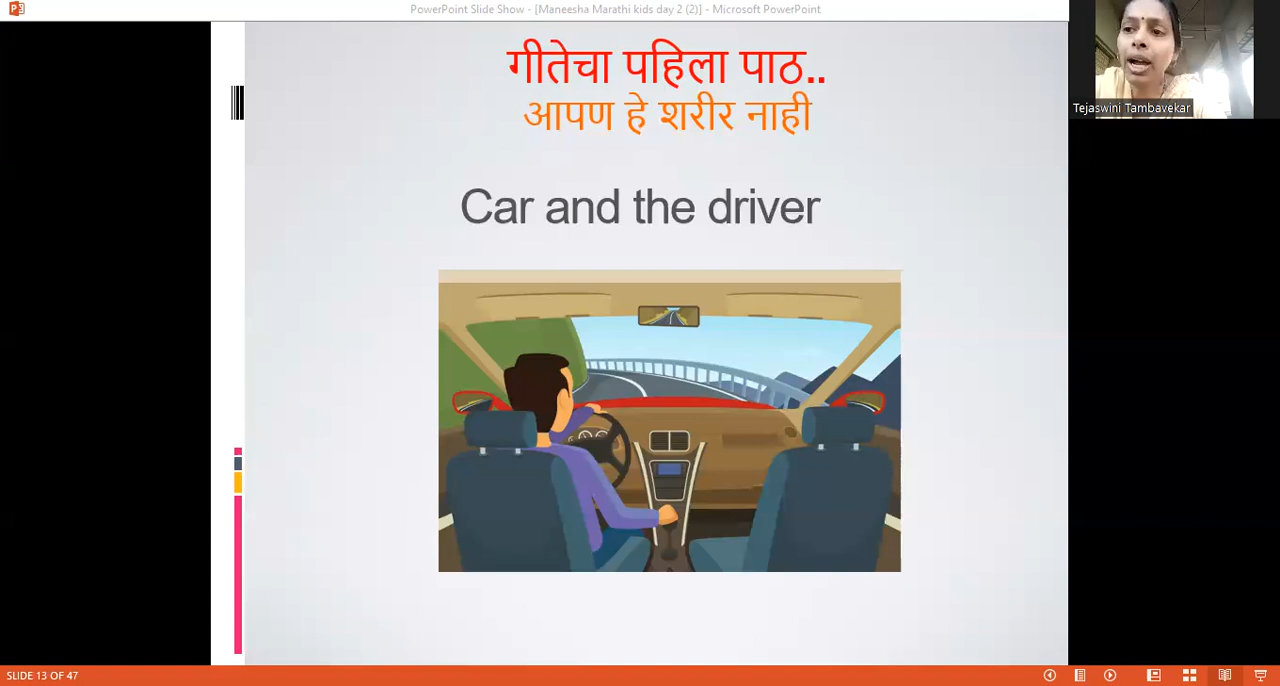 PowerPoint Slide Show - [Maneesha Marathi kids day 2 (2)] - Microsoft PowerPoint
गीतेचा पहिला पाठ..
आपण हे शरीर नाही
Tejaswini Tambavekar
Car and the driver
SLIDE 13 OF 47